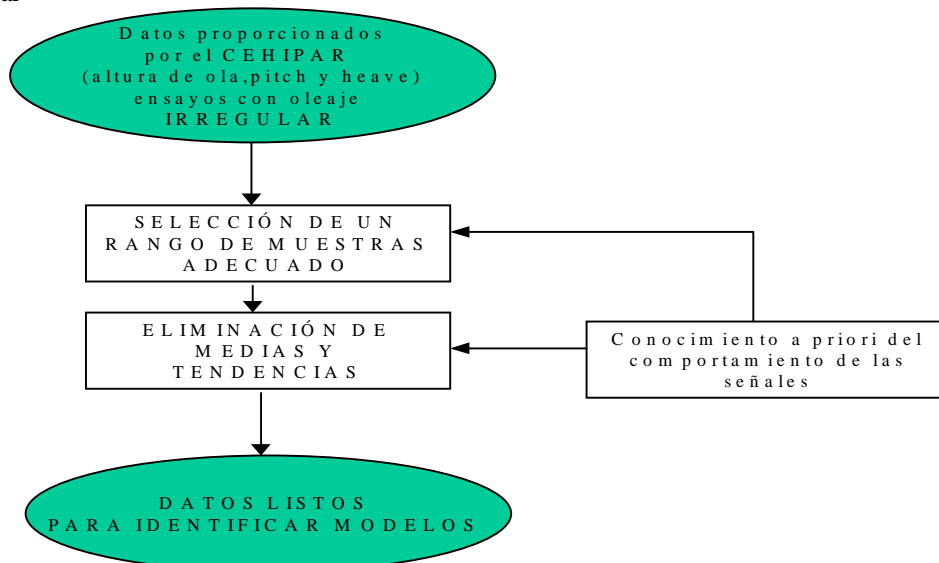 Datos proporcionados
por el CEHIPAR
(altura de ola,pitch y heave)
ensayos con oleaje
IRREGULAR
SELECCIÓN DE UN
RANGO DE MUESTRAS
ADECUADO
ELIMINACIÓN DE
MEDIAS Y
TENDENCIAS
Conocimiento a priori del
comportamiento de las
señales
DATOS LISTOS
PARA IDENTIFICAR MODELOS